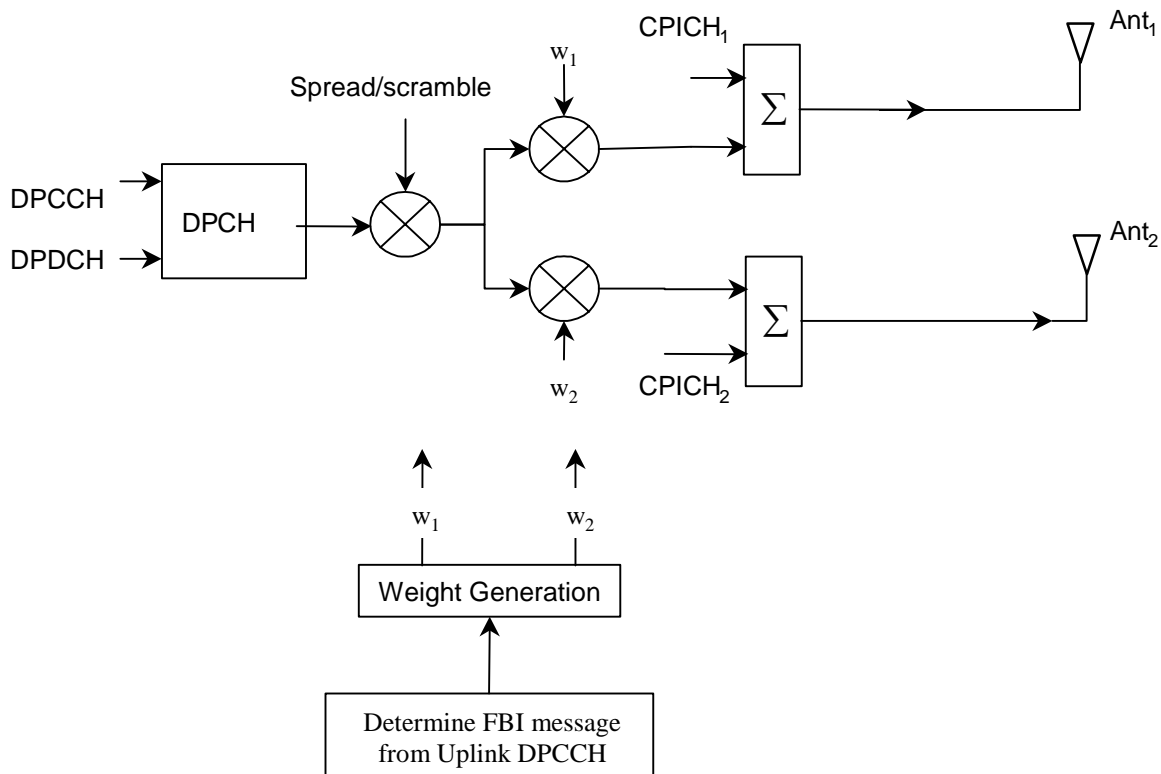 CPICH₁
Ant₁
w₁
Spread/scramble
Σ
DPCCH
DPCH
DPDCH
Ant₂
Σ
w₂
CPICH₂
w₁
w₂
Weight Generation
Determine FBI message
from Uplink DPCCH